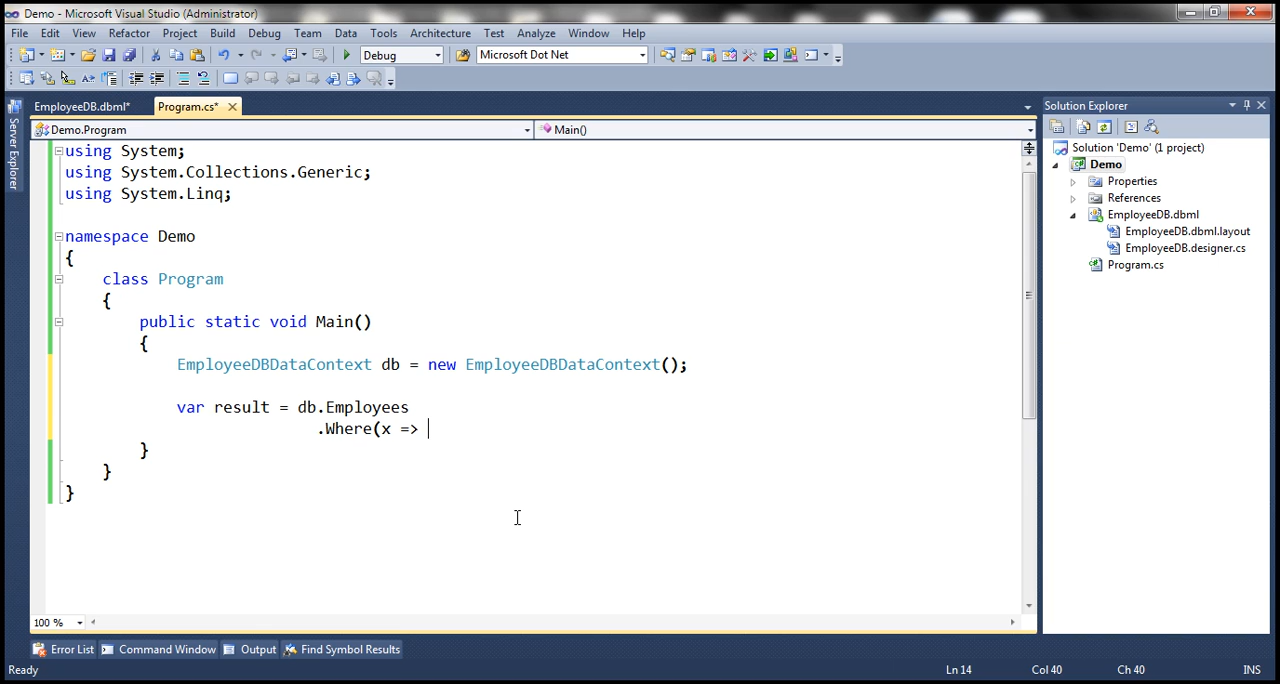 Demo - Microsoft Visual Studio (Administrator)
File Edit View Refactor Project Build Debug Team Data Tools Architecture Test Analyze Window Help
Debug Microsoft Dot Net
EmployeeDB.dbml* Program.cs*
Demo.Program Main()
Server Explorer
using System;
using System.Collections.Generic;
using System.Linq;
namespace Demo
{
class Program
{
public static void Main()
{
EmployeeDBDataContext db = new EmployeeDBDataContext();
var result = db.Employees
.Where(x =>
}
}
}
100 %
Solution Explorer
Solution 'Demo' (1 project)
Demo
Properties
References
EmployeeDB.dbml
EmployeeDB.dbml.layout
EmployeeDB.designer.cs
Program.cs
Error List Command Window Output Find Symbol Results
Ready Ln 14 Col 40 Ch 40 INS